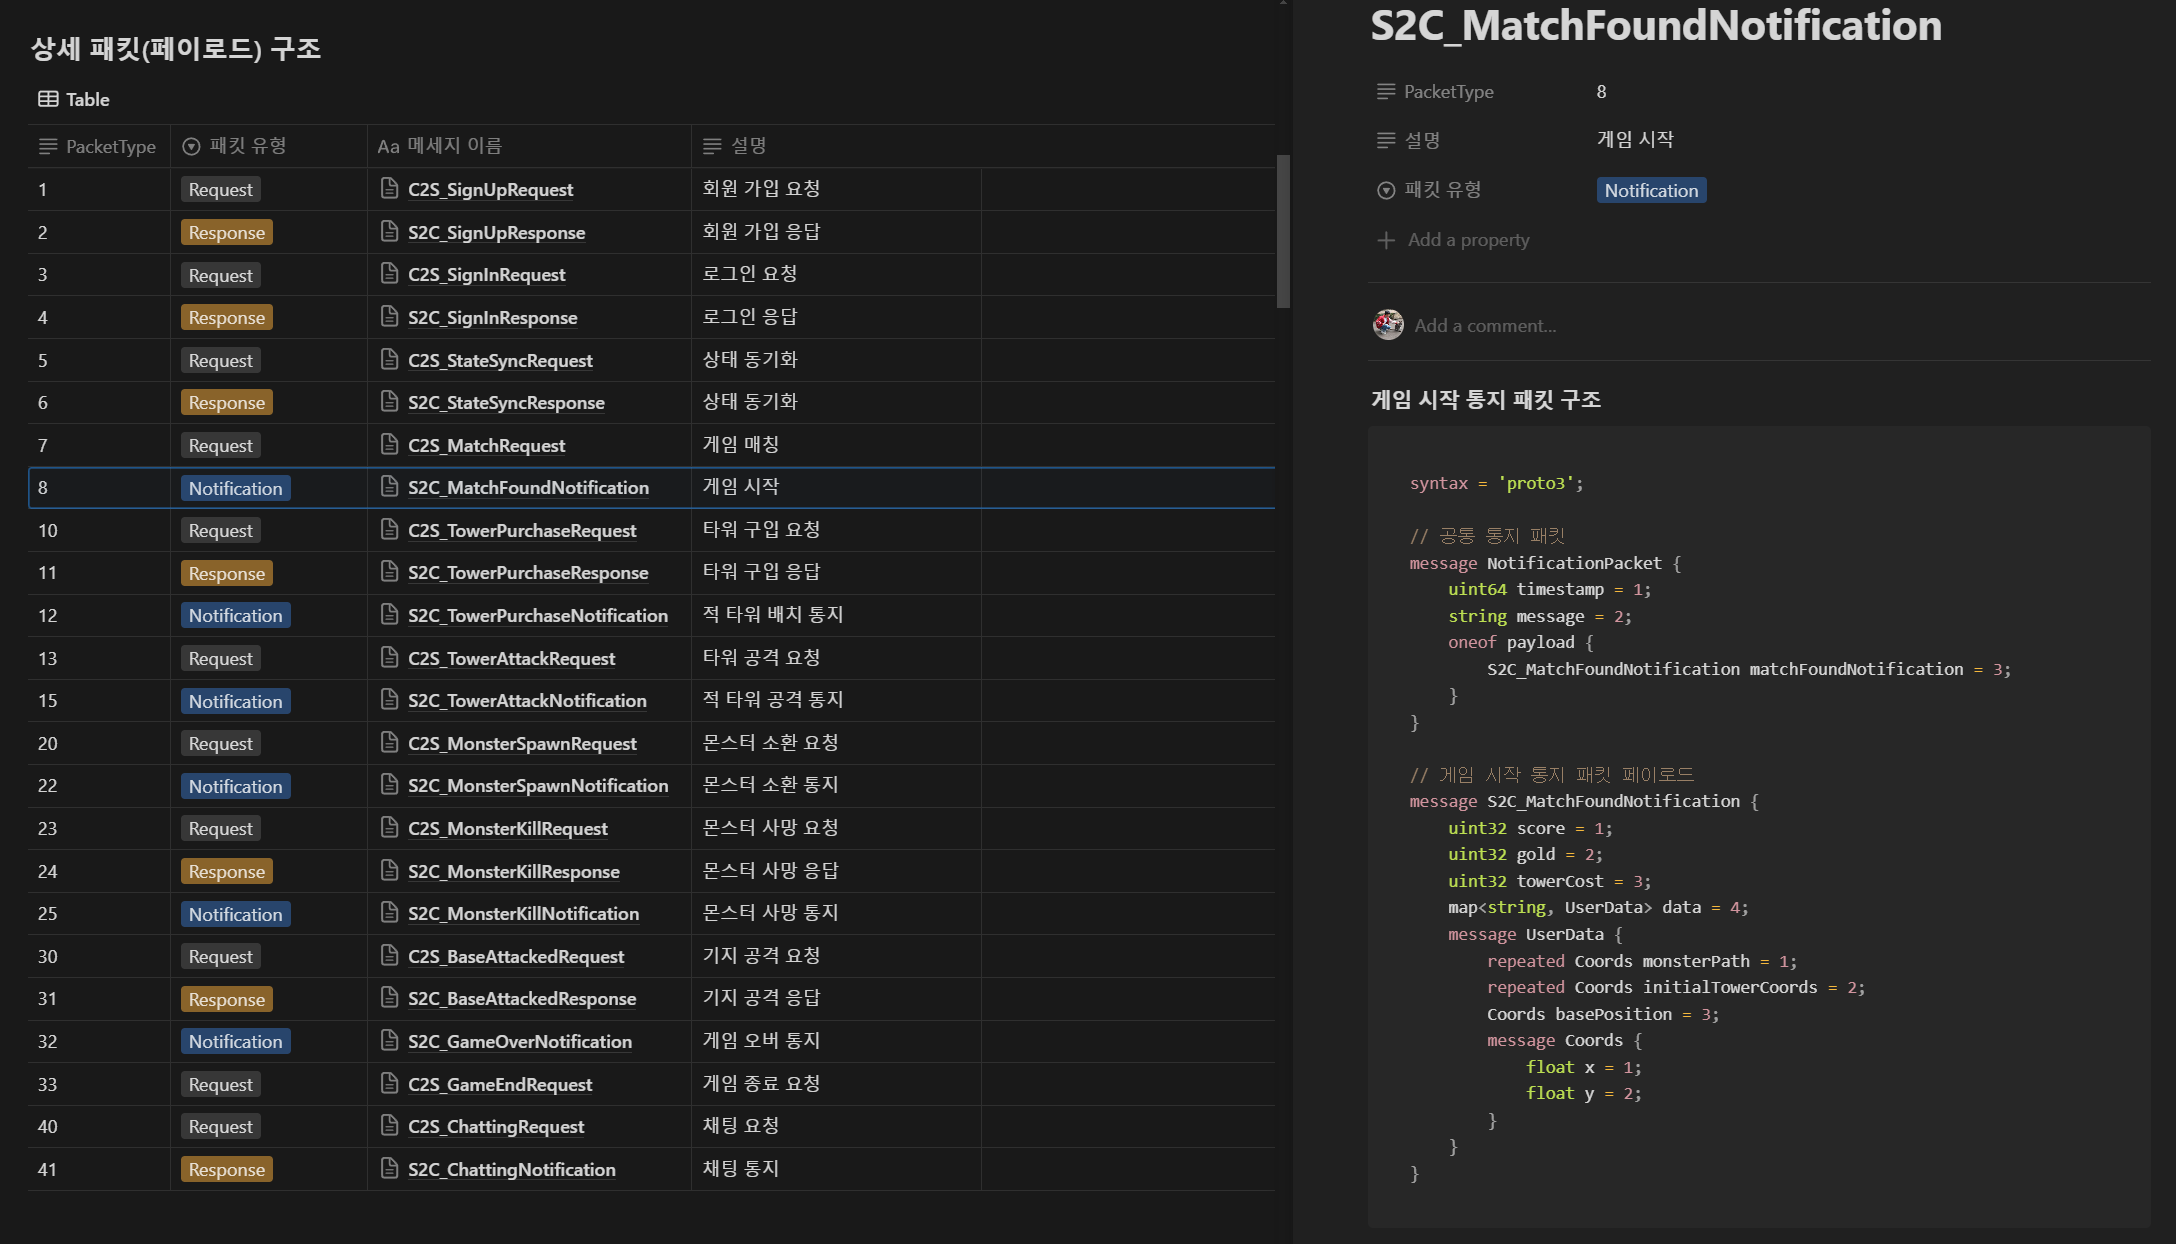 상세 패킷(페이로드) 구조
Table
PacketType 패킷 유형 Aa 메세지 이름 설명
1 Request C2S_SignUpRequest 회원 가입 요청
2 Response S2C_SignUpResponse 회원 가입 응답
3 Request C2S_SignInRequest 로그인 요청
4 Response S2C_SignInResponse 로그인 응답
5 Request C2S_StateSyncRequest 상태 동기화
6 Response S2C_StateSyncResponse 상태 동기화
7 Request C2S_MatchRequest 게임 매칭
8 Notification S2C_MatchFoundNotification 게임 시작
10 Request C2S_TowerPurchaseRequest 타워 구입 요청
11 Response S2C_TowerPurchaseResponse 타워 구입 응답
12 Notification S2C_TowerPurchaseNotification 적 타워 배치 통지
13 Request C2S_TowerAttackRequest 타워 공격 요청
15 Notification S2C_TowerAttackNotification 적 타워 공격 통지
20 Request C2S_MonsterSpawnRequest 몬스터 소환 요청
22 Notification S2C_MonsterSpawnNotification 몬스터 소환 통지
23 Request C2S_MonsterKillRequest 몬스터 사망 요청
24 Response S2C_MonsterKillResponse 몬스터 사망 응답
25 Notification S2C_MonsterKillNotification 몬스터 사망 통지
30 Request C2S_BaseAttackedRequest 기지 공격 요청
31 Response S2C_BaseAttackedResponse 기지 공격 응답
32 Notification S2C_GameOverNotification 게임 오버 통지
33 Request C2S_GameEndRequest 게임 종료 요청
40 Request C2S_ChattingRequest 채팅 요청
41 Response S2C_ChattingNotification 채팅 통지
S2C_MatchFoundNotification
PacketType 8
설명 게임 시작
패킷 유형 Notification
Add a property
Add a comment...
게임 시작 통지 패킷 구조
syntax = 'proto3';
// 공통 통지 패킷
message NotificationPacket {
uint64 timestamp = 1;
string message = 2;
oneof payload {
S2C_MatchFoundNotification matchFoundNotification = 3;
}
}
// 게임 시작 통지 패킷 페이로드
message S2C_MatchFoundNotification {
uint32 score = 1;
uint32 gold = 2;
uint32 towerCost = 3;
map<string, UserData> data = 4;
message UserData {
repeated Coords monsterPath = 1;
repeated Coords initialTowerCoords = 2;
Coords basePosition = 3;
message Coords {
float x = 1;
float y = 2;
}
}
}